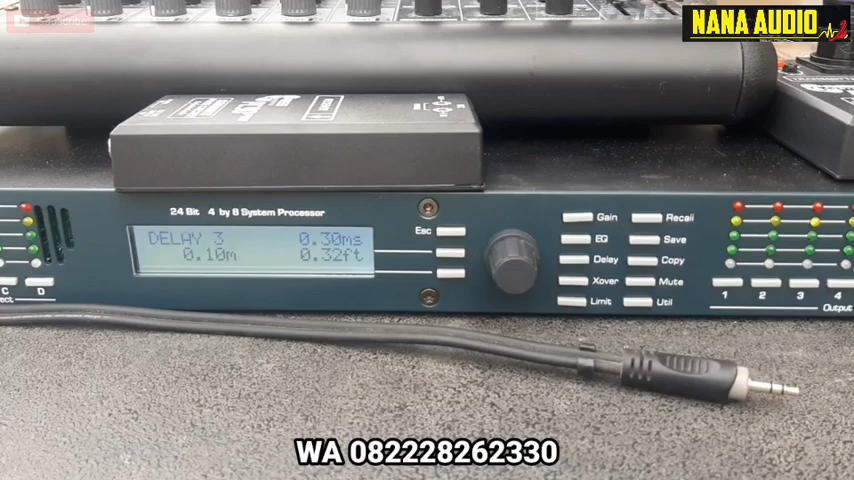 Subscribe
NANA AUDIO
24 Bit 4 by 8 System Processor
DELAY 3 0.30ms
0.10m 0.32ft
Esc
Gain Recall
EQ Save
Delay Copy
Xover Mute
Limit Util
C D
1 2 3 4
Output
WA 082228262330